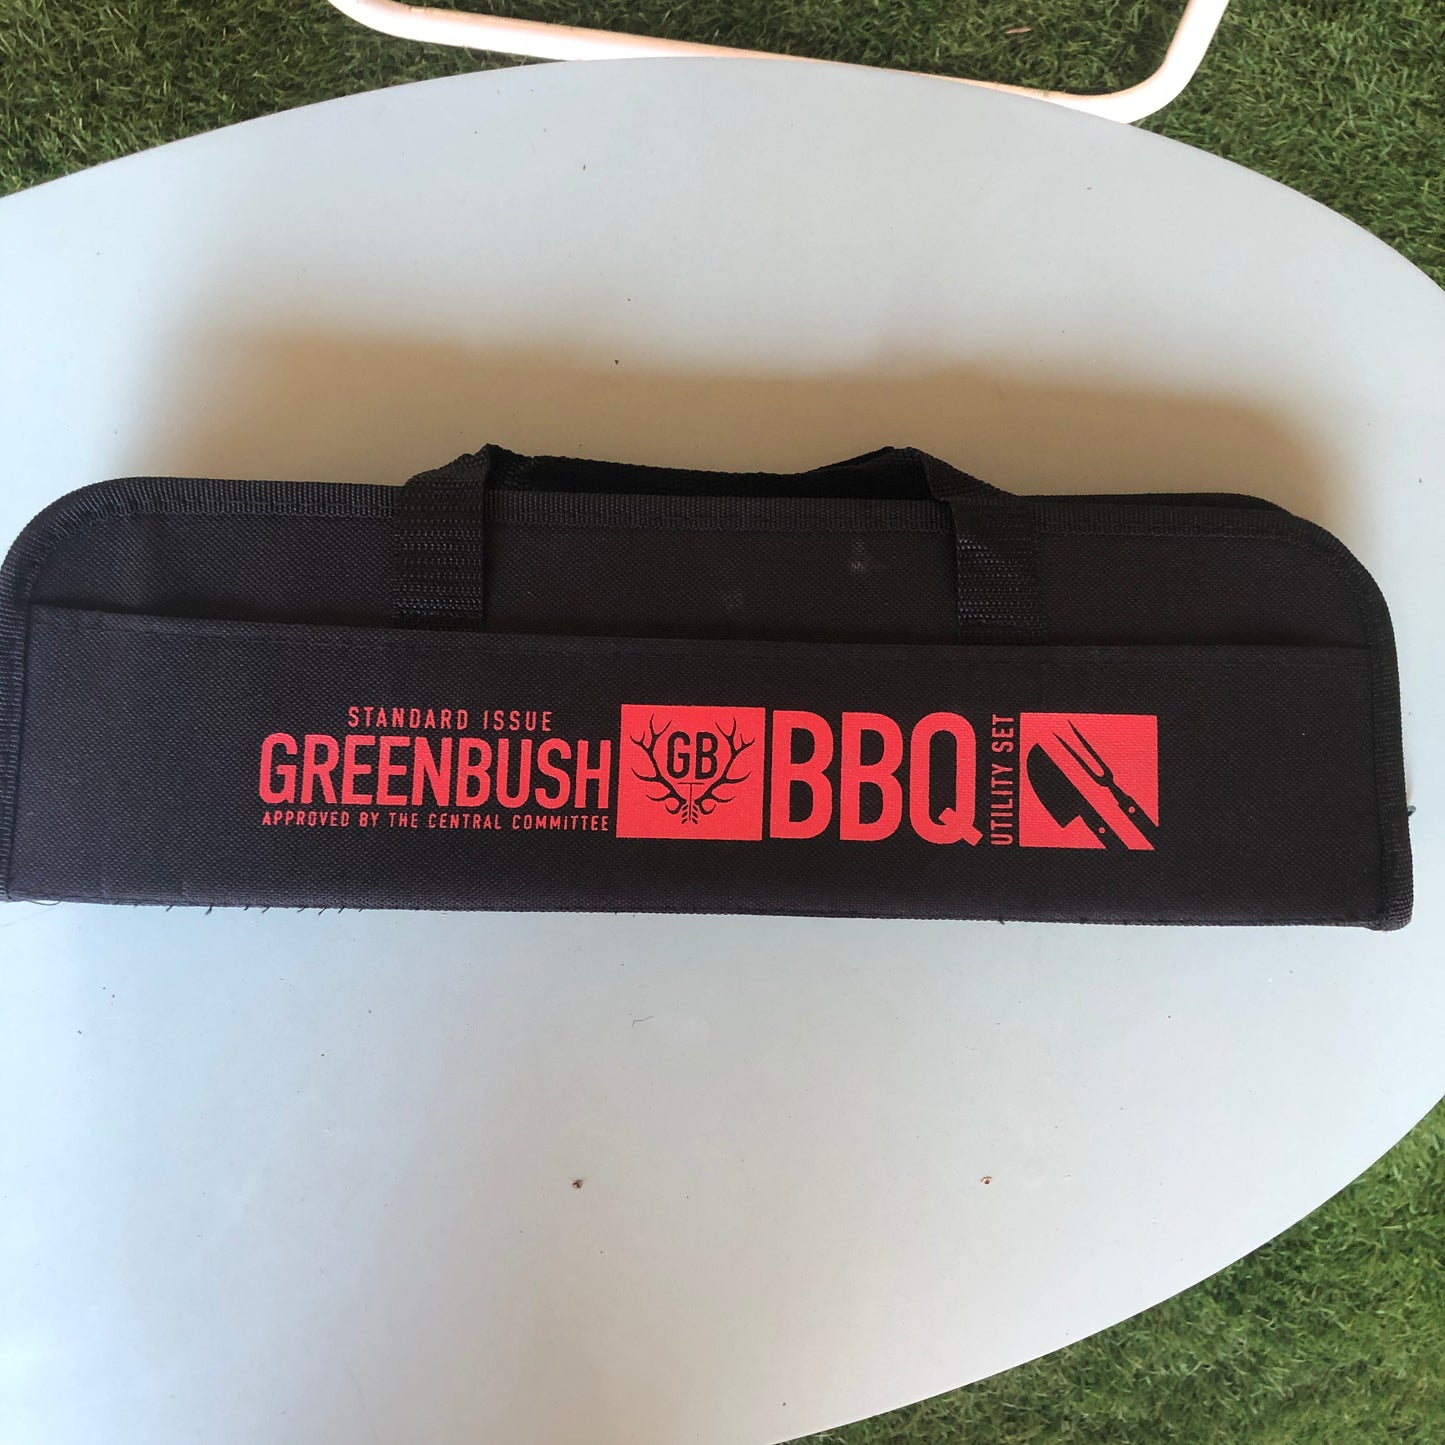 STANDARD ISSUE
GREENBUSH
APPROVED BY THE CENTRAL COMMITTEE
GB
BBQ
UTILITY SET